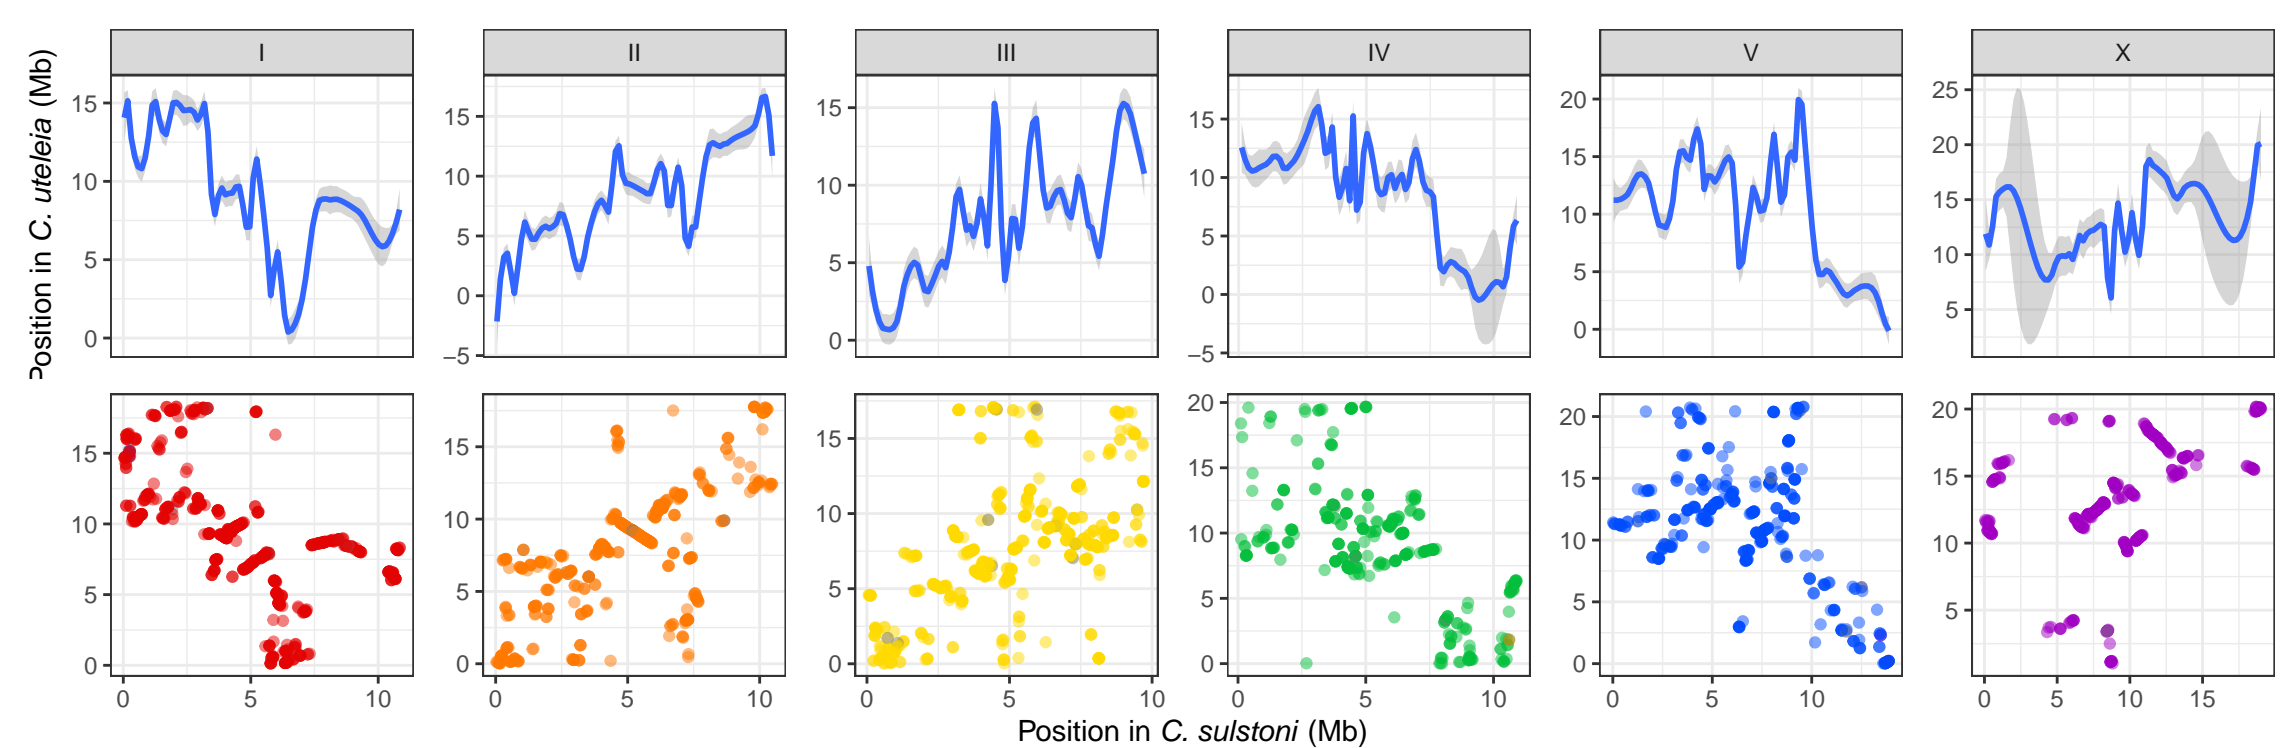 I II III IV V X
Position in C. uteleia (Mb)
15 10 5 0
15 10 5 0 −5
15 10 5 0
15 10 5 0 −5
20 15 10 5 0
25 20 15 10 5
15 10 5 0
15 10 5 0
15 10 5 0
20 15 10 5 0
20 15 10 5 0
20 15 10 5
0 5 10 0 5 10 0 5 10 0 5 10 0 5 10 0 5 10 15
Position in C. sulstoni (Mb)